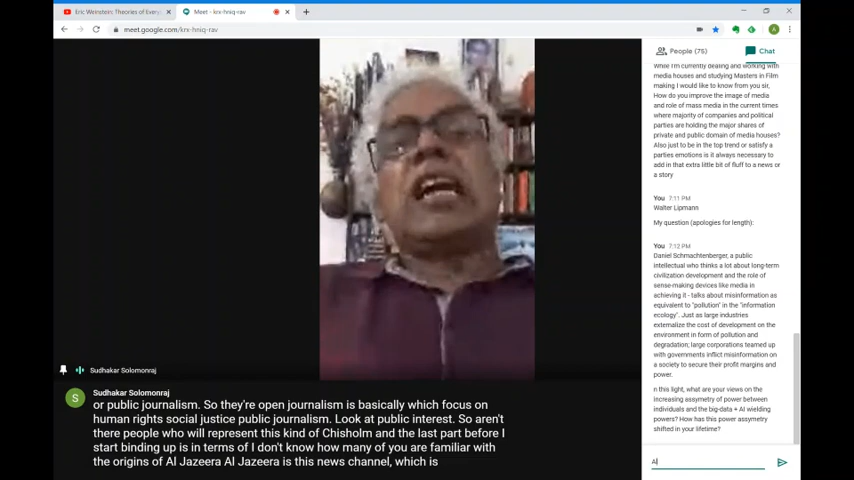 Eric Weinstein: Theories of Every
Meet - knr-hniq-rav
meet.google.com/knr-hniq-rav
A
People (75)
Chat
While I'm currently dealing and working with
media houses and studying Masters in Film
making I would like to know from you sir,
How do you improve the image of media
and role of mass media in the current times
where majority of companies and political
parties are holding the major shares of
private and public domain of media houses?
Also just to be in the top trend or satisfy a
parties emotions is it always necessary to
add in that extra little bit of fluff to a news or
a story
You 7:11 PM
Walter Lipmann
My question (apologies for length):
You 7:12 PM
Daniel Schmachtenberger, a public
intellectual who thinks a lot about long-term
civilization development and the role of
sense-making devices like media in
achieving it - talks about misinformation as
equivalent to "pollution" in the "information
ecology". Just as large industries
externalize the cost of development on the
environment in form of pollution and
degradation; large corporations teamed up
with governments inflict misinformation on
a society to secure their profit margins and
power.
n this light, what are your views on the
increasing assymetry of power between
individuals and the big-data + AI wielding
powers? How has this power assymetry
shifted in your lifetime?
Al
Sudhakar Solomonraj
S
Sudhakar Solomonraj
or public journalism. So they're open journalism is basically which focus on
human rights social justice public journalism. Look at public interest. So aren't
there people who will represent this kind of Chisholm and the last part before I
start binding up is in terms of I don't know how many of you are familiar with
the origins of Al Jazeera Al Jazeera is this news channel, which is